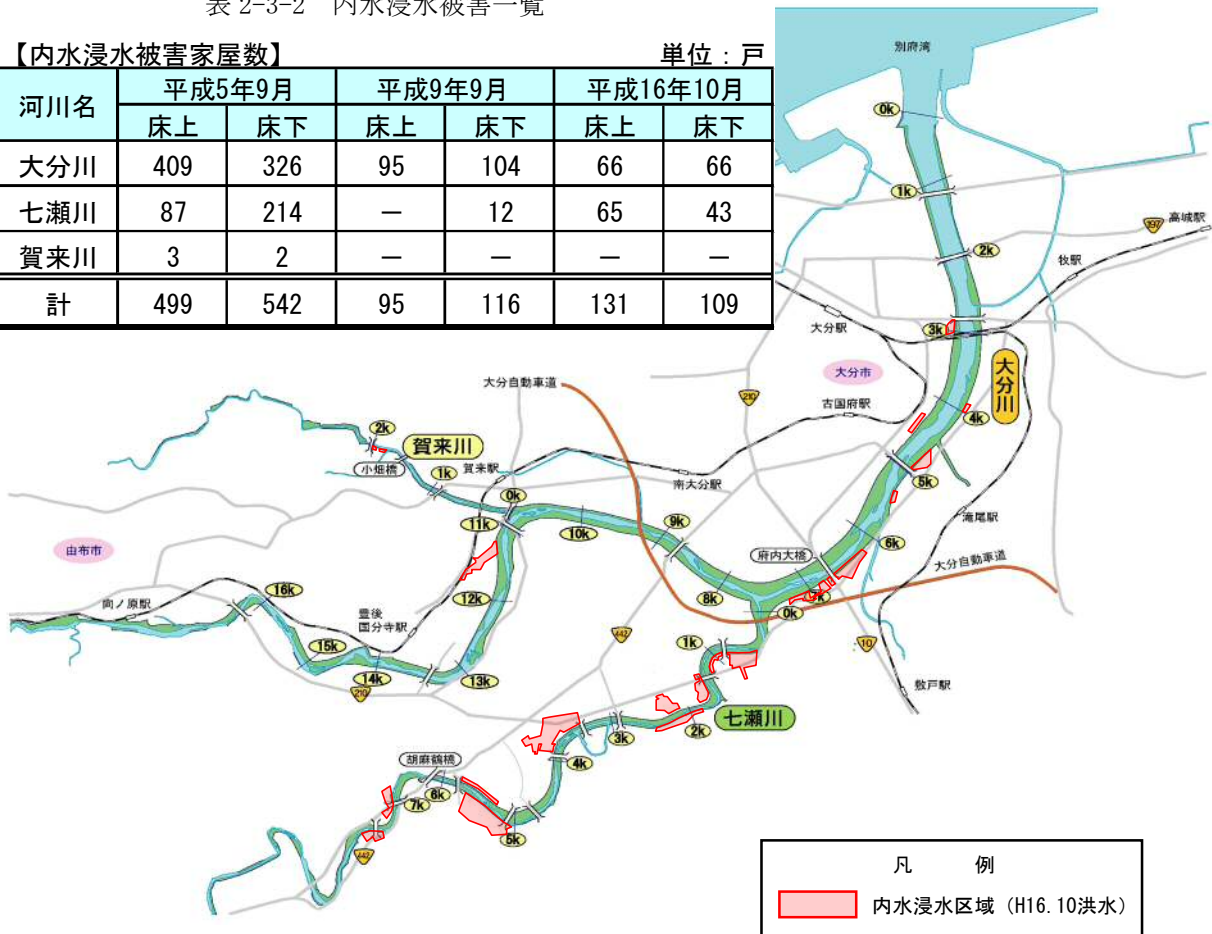 表 2-3-2 内水浸水被害一覧
【内水浸水被害家屋数】 単位：戸
河川名 平成5年9月 平成9年9月 平成16年10月
床上 床下 床上 床下 床上 床下
大分川 409 326 95 104 66 66
七瀬川 87 214 － 12 65 43
賀来川 3 2 － － － －
計 499 542 95 116 131 109
別府湾
0k
1k
2k
197
高城駅
牧駅
大分駅
3k
大分市
大分川
大分自動車道
210
古国府駅
4k
2k
賀来川
小畑橋
1k
賀来駅
0k
南大分駅
5k
滝尾駅
11k
10k
9k
6k
府内大橋
大分自動車道
由布市
16k
12k
8k
7k
0k
向ノ原駅
豊後
国分寺駅
442
10
15k
14k
13k
210
1k
敷戸駅
七瀬川
2k
3k
4k
胡麻鶴橋
6k
7k
5k
442
凡 例
内水浸水区域（H16.10洪水）